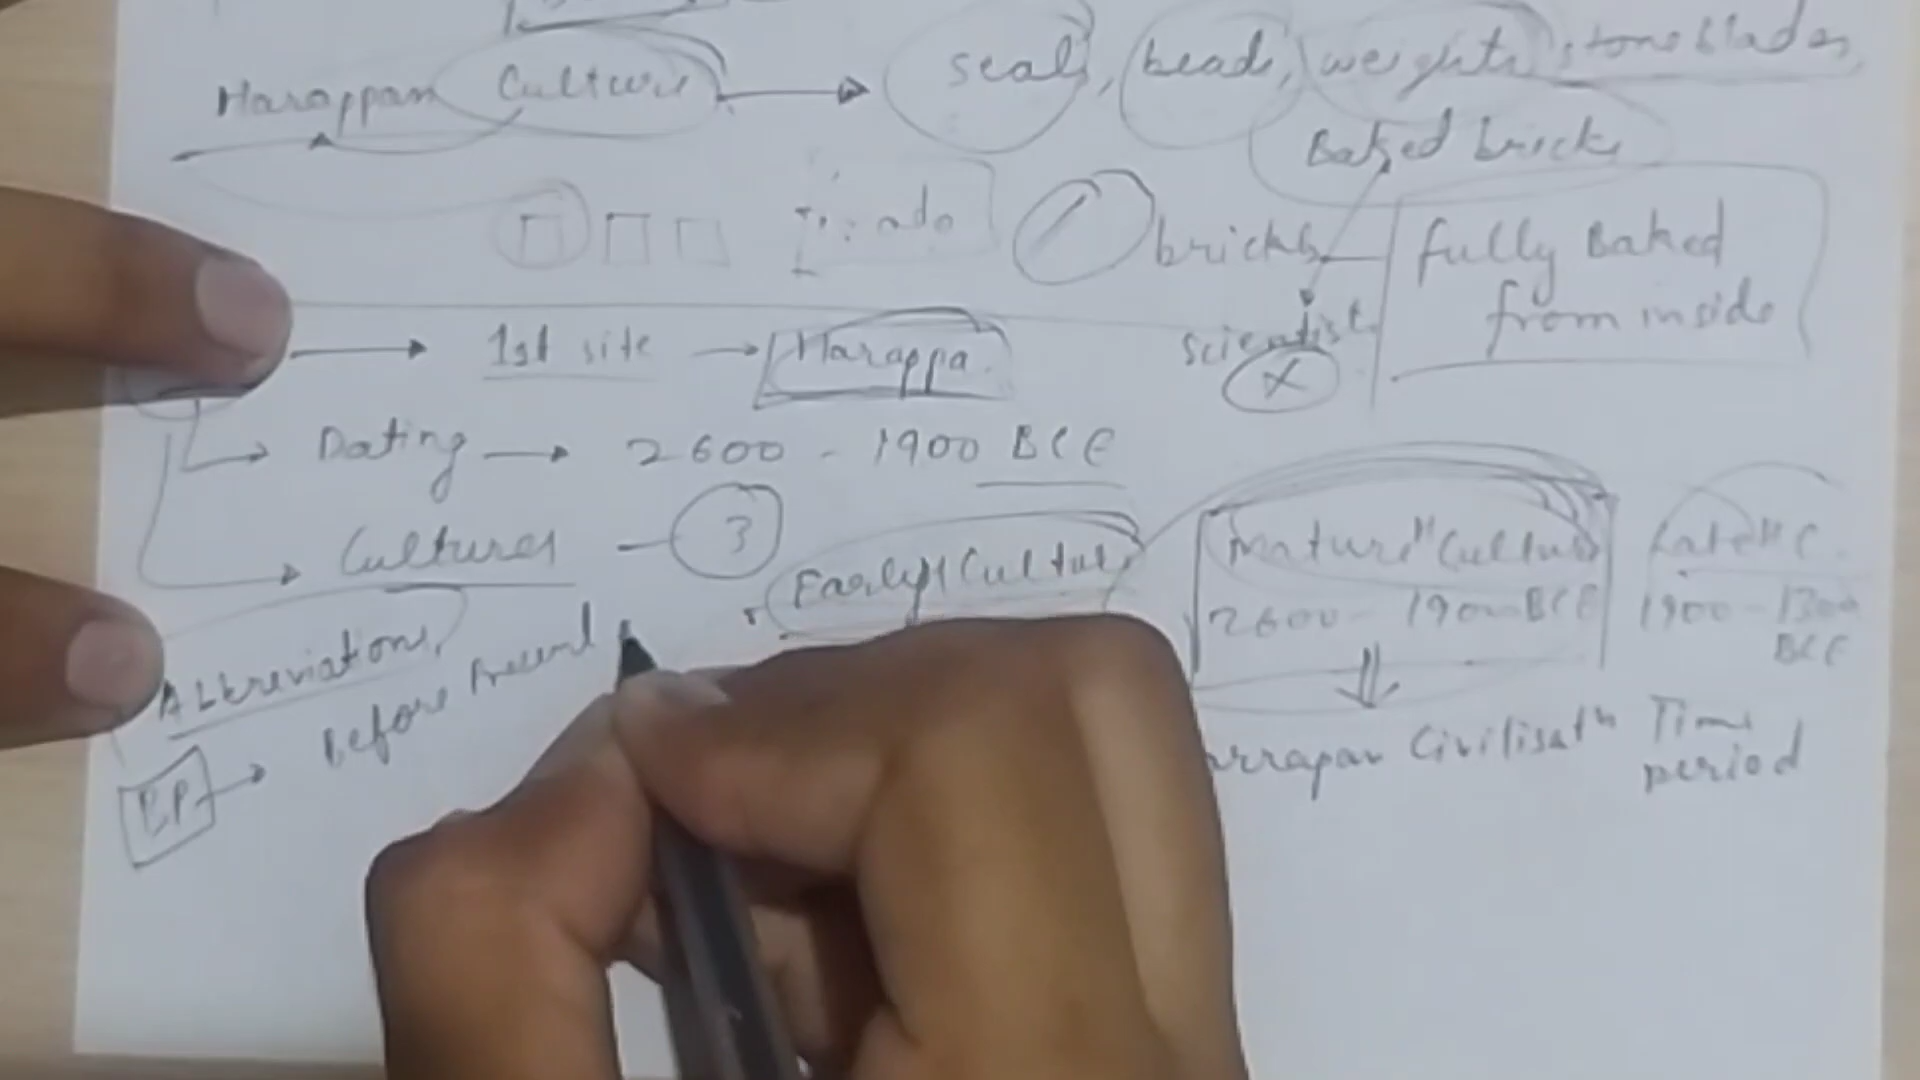 Harappan Culture → seals, beads, weights, stone blades,
Baked bricks
bricks — fully Baked
from inside
scientist
X
→ 1st site → Harappa.
→ Dating → 2600 - 1900 BCE
→ Cultures — 3
Early H Culture
Mature "H" Culture
2600 - 1900 BCE
Late "H" C.
1900 - 1300
BCE
Civilisatn Time
period
Abbreviations,
B.P. → Before Present